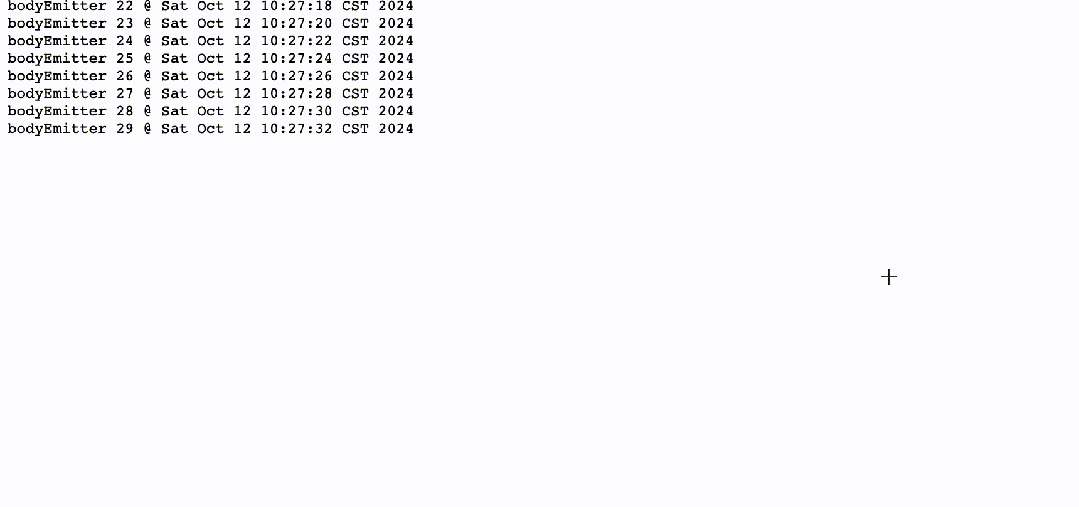 bodyEmitter 22 @ Sat Oct 12 10:27:18 CST 2024
bodyEmitter 23 @ Sat Oct 12 10:27:20 CST 2024
bodyEmitter 24 @ Sat Oct 12 10:27:22 CST 2024
bodyEmitter 25 @ Sat Oct 12 10:27:24 CST 2024
bodyEmitter 26 @ Sat Oct 12 10:27:26 CST 2024
bodyEmitter 27 @ Sat Oct 12 10:27:28 CST 2024
bodyEmitter 28 @ Sat Oct 12 10:27:30 CST 2024
bodyEmitter 29 @ Sat Oct 12 10:27:32 CST 2024